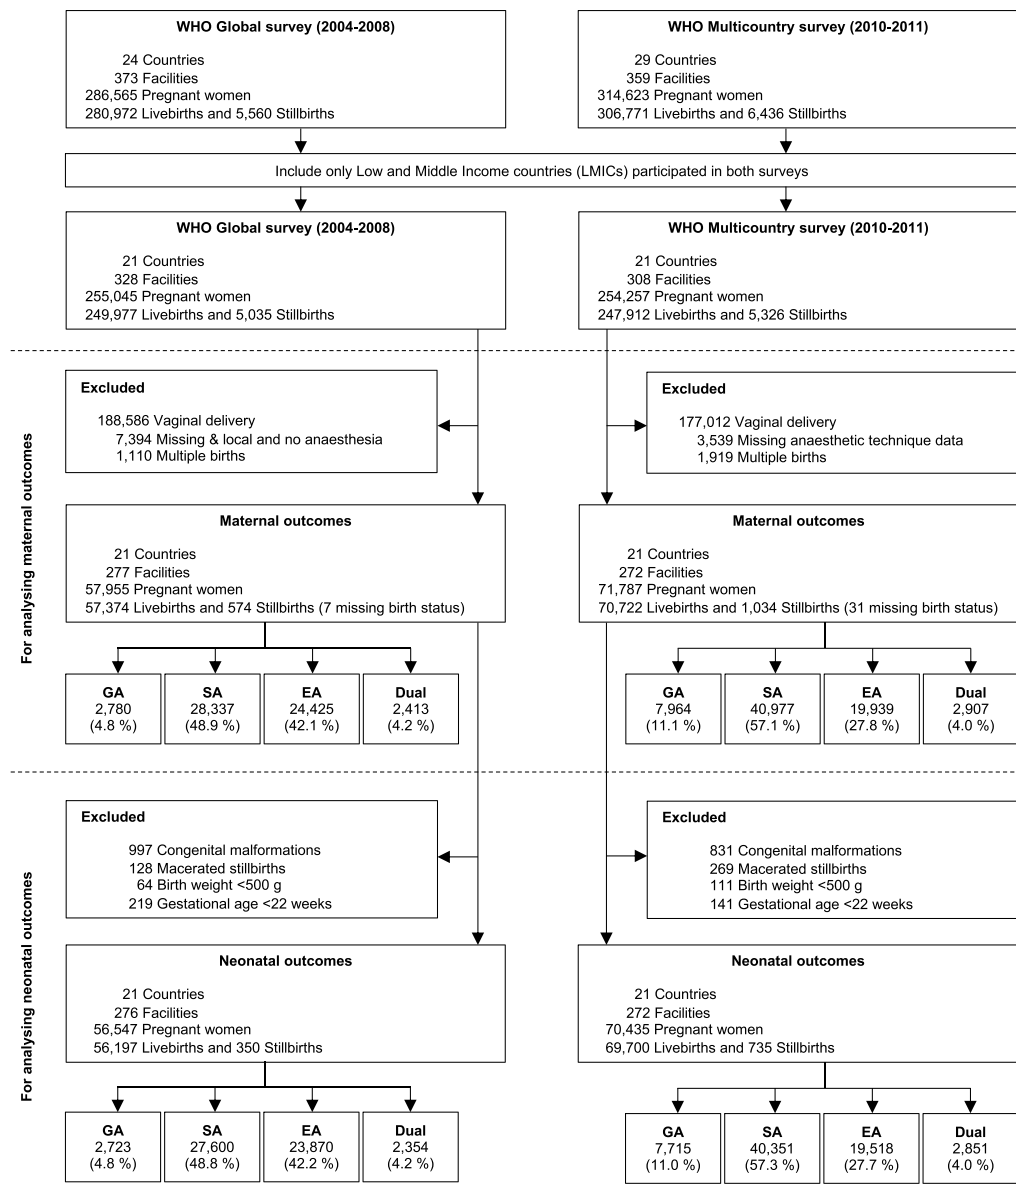 WHO Global survey (2004-2008)
24 Countries
373 Facilities
286,565 Pregnant women
280,972 Livebirths and 5,560 Stillbirths
WHO Multicountry survey (2010-2011)
29 Countries
359 Facilities
314,623 Pregnant women
306,771 Livebirths and 6,436 Stillbirths
Include only Low and Middle Income countries (LMICs) participated in both surveys
WHO Global survey (2004-2008)
21 Countries
328 Facilities
255,045 Pregnant women
249,977 Livebirths and 5,035 Stillbirths
WHO Multicountry survey (2010-2011)
21 Countries
308 Facilities
254,257 Pregnant women
247,912 Livebirths and 5,326 Stillbirths
For analysing maternal outcomes
Excluded
188,586 Vaginal delivery
7,394 Missing & local and no anaesthesia
1,110 Multiple births
Excluded
177,012 Vaginal delivery
3,539 Missing anaesthetic technique data
1,919 Multiple births
Maternal outcomes
21 Countries
277 Facilities
57,955 Pregnant women
57,374 Livebirths and 574 Stillbirths (7 missing birth status)
Maternal outcomes
21 Countries
272 Facilities
71,787 Pregnant women
70,722 Livebirths and 1,034 Stillbirths (31 missing birth status)
GA
2,780
(4.8 %)
SA
28,337
(48.9 %)
EA
24,425
(42.1 %)
Dual
2,413
(4.2 %)
GA
7,964
(11.1 %)
SA
40,977
(57.1 %)
EA
19,939
(27.8 %)
Dual
2,907
(4.0 %)
For analysing neonatal outcomes
Excluded
997 Congenital malformations
128 Macerated stillbirths
64 Birth weight <500 g
219 Gestational age <22 weeks
Excluded
831 Congenital malformations
269 Macerated stillbirths
111 Birth weight <500 g
141 Gestational age <22 weeks
Neonatal outcomes
21 Countries
276 Facilities
56,547 Pregnant women
56,197 Livebirths and 350 Stillbirths
Neonatal outcomes
21 Countries
272 Facilities
70,435 Pregnant women
69,700 Livebirths and 735 Stillbirths
GA
2,723
(4.8 %)
SA
27,600
(48.8 %)
EA
23,870
(42.2 %)
Dual
2,354
(4.2 %)
GA
7,715
(11.0 %)
SA
40,351
(57.3 %)
EA
19,518
(27.7 %)
Dual
2,851
(4.0 %)